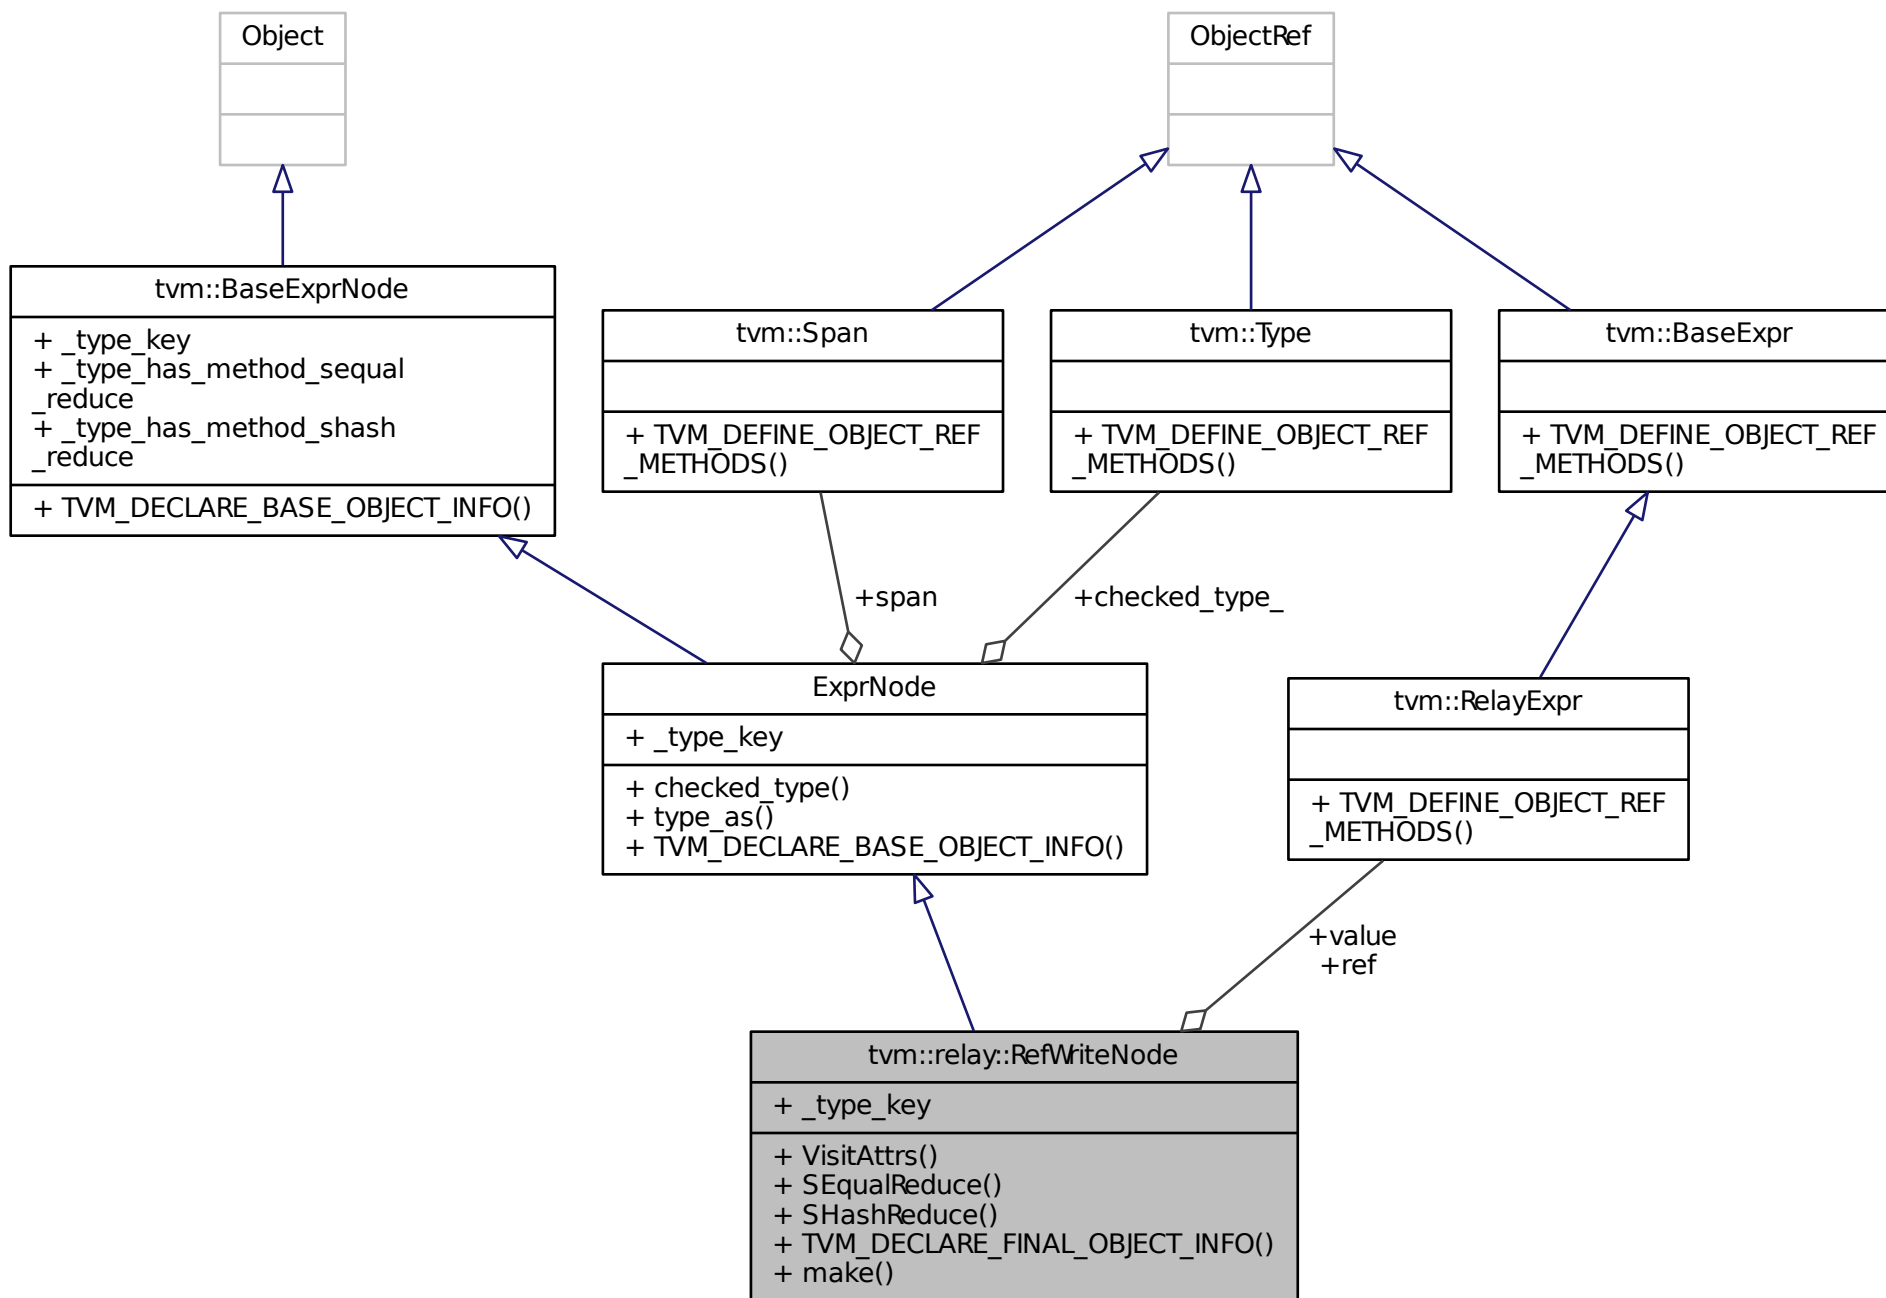 Object
ObjectRef
tvm::BaseExprNode
+ _type_key
+ _type_has_method_sequal
_reduce
+ _type_has_method_shash
_reduce
+ TVM_DECLARE_BASE_OBJECT_INFO()
tvm::Span
+ TVM_DEFINE_OBJECT_REF
_METHODS()
tvm::Type
+ TVM_DEFINE_OBJECT_REF
_METHODS()
tvm::BaseExpr
+ TVM_DEFINE_OBJECT_REF
_METHODS()
+span
+checked_type_
ExprNode
+ _type_key
+ checked_type()
+ type_as()
+ TVM_DECLARE_BASE_OBJECT_INFO()
tvm::RelayExpr
+ TVM_DEFINE_OBJECT_REF
_METHODS()
+value
+ref
tvm::relay::RefWriteNode
+ _type_key
+ VisitAttrs()
+ SEqualReduce()
+ SHashReduce()
+ TVM_DECLARE_FINAL_OBJECT_INFO()
+ make()